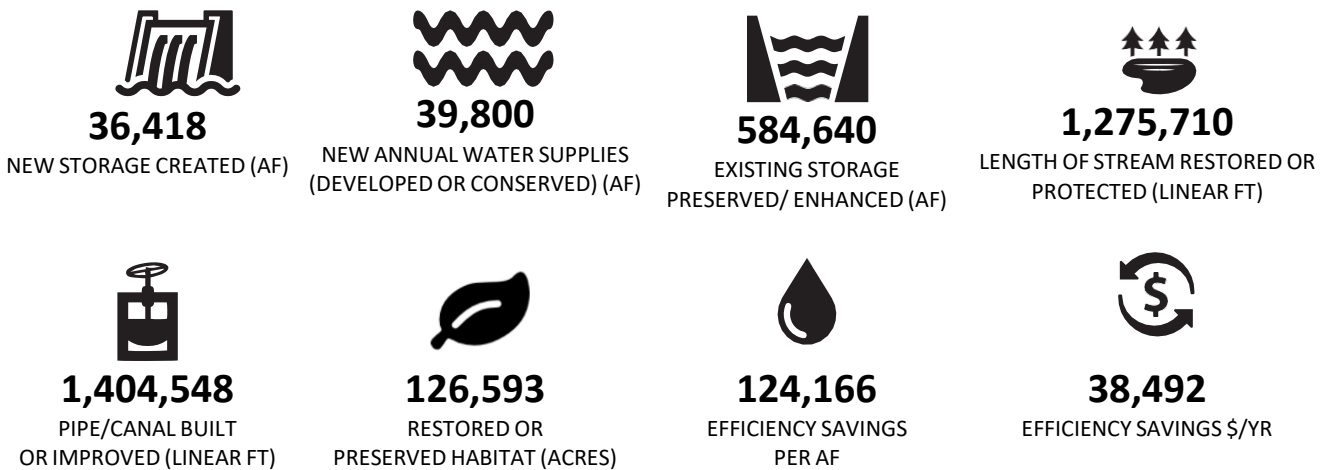 36,418
NEW STORAGE CREATED (AF)
39,800
NEW ANNUAL WATER SUPPLIES
(DEVELOPED OR CONSERVED) (AF)
584,640
EXISTING STORAGE
PRESERVED/ ENHANCED (AF)
1,275,710
LENGTH OF STREAM RESTORED OR
PROTECTED (LINEAR FT)
1,404,548
PIPE/CANAL BUILT
OR IMPROVED (LINEAR FT)
126,593
RESTORED OR
PRESERVED HABITAT (ACRES)
124,166
EFFICIENCY SAVINGS
PER AF
$
38,492
EFFICIENCY SAVINGS $/YR